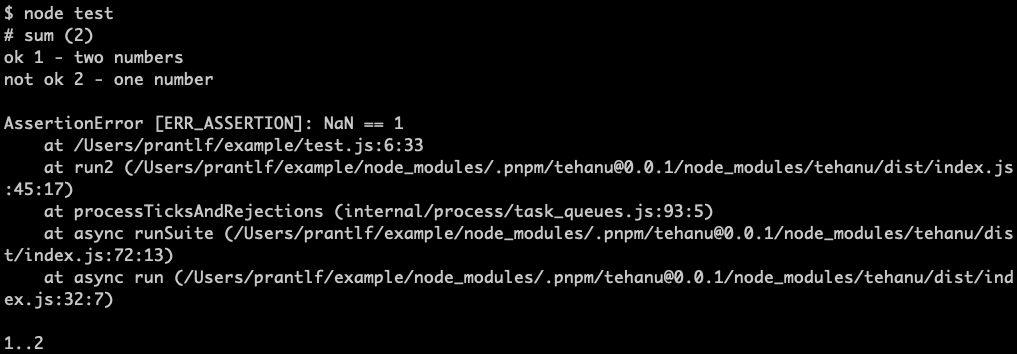 $ node test
# sum (2)
ok 1 - two numbers
not ok 2 - one number
AssertionError [ERR_ASSERTION]: NaN == 1
    at /Users/prantlf/example/test.js:6:33
    at run2 (/Users/prantlf/example/node_modules/.pnpm/tehanu@0.0.1/node_modules/tehanu/dist/index.js
:45:17)
    at processTicksAndRejections (internal/process/task_queues.js:93:5)
    at async runSuite (/Users/prantlf/example/node_modules/.pnpm/tehanu@0.0.1/node_modules/tehanu/dis
t/index.js:72:13)
    at async run (/Users/prantlf/example/node_modules/.pnpm/tehanu@0.0.1/node_modules/tehanu/dist/ind
ex.js:32:7)
1..2